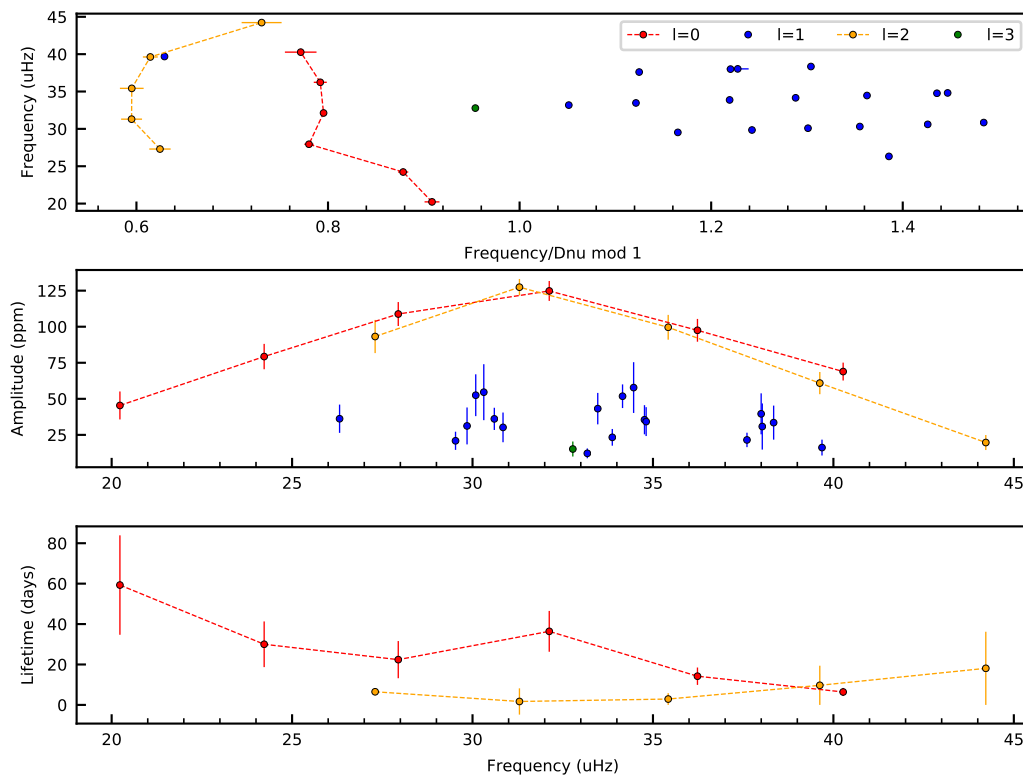 45
40
35
30
25
20
Frequency (uHz)
l=0 l=1 l=2 l=3
0.6 0.8 1.0 1.2 1.4
Frequency/Dnu mod 1
125
100
75
50
25
Amplitude (ppm)
20 25 30 35 40 45
80
60
40
20
0
Lifetime (days)
20 25 30 35 40 45
Frequency (uHz)